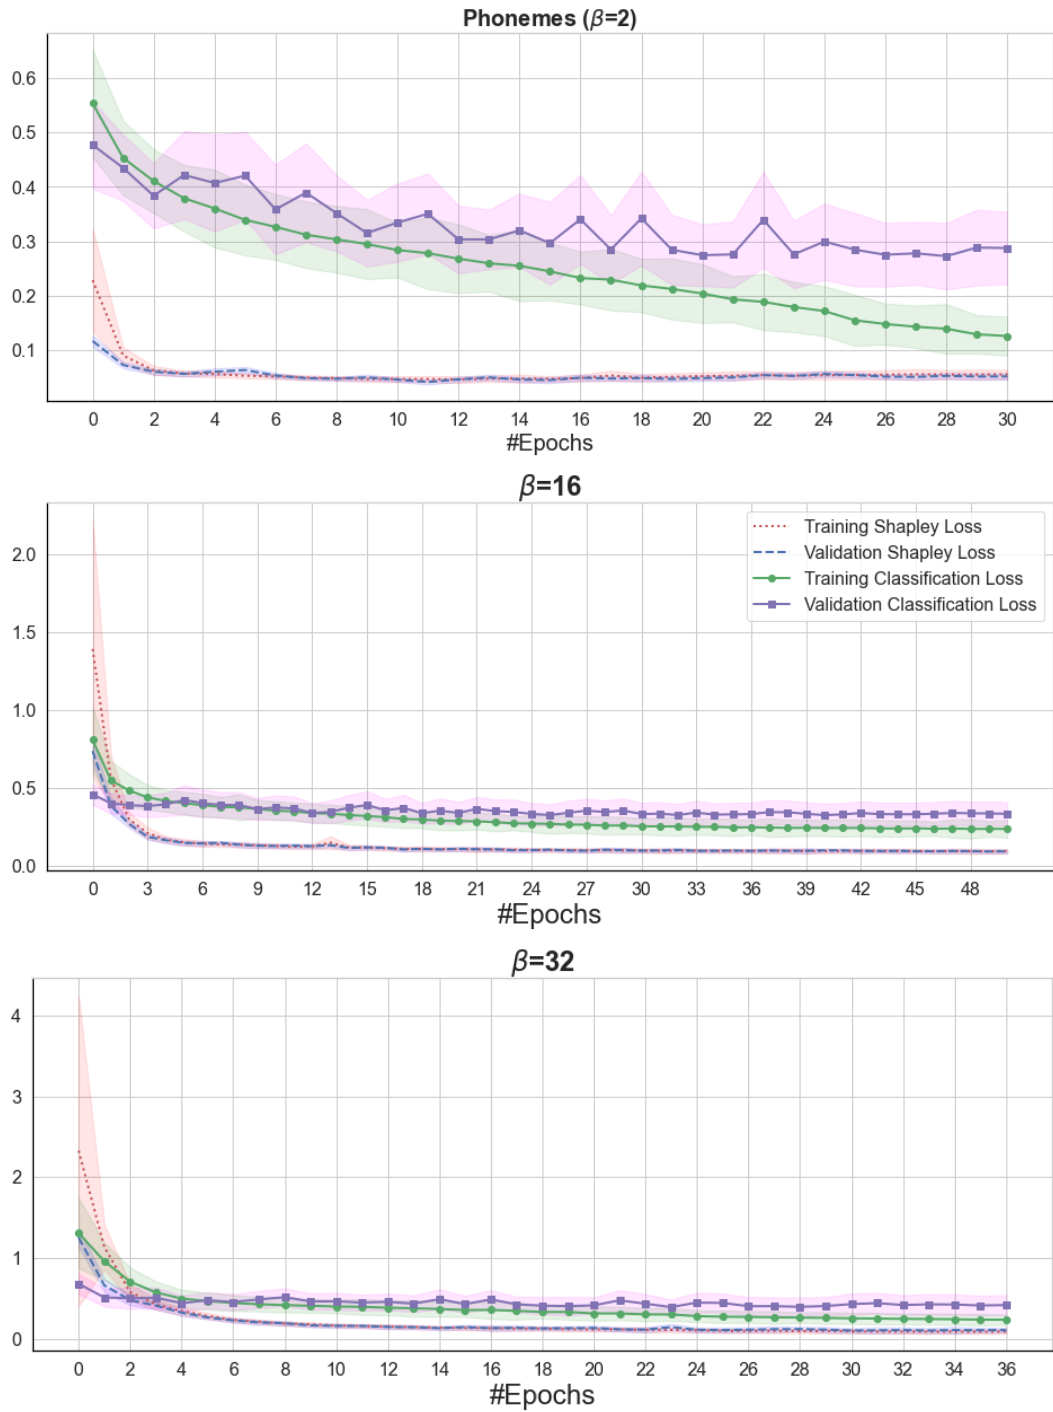 Phonemes (β=2)
0.6
0.5
0.4
0.3
0.2
0.1
0 2 4 6 8 10 12 14 16 18 20 22 24 26 28 30
#Epochs
β=16
Training Shapley Loss
Validation Shapley Loss
Training Classification Loss
Validation Classification Loss
2.0
1.5
1.0
0.5
0.0
0 3 6 9 12 15 18 21 24 27 30 33 36 39 42 45 48
#Epochs
β=32
4
3
2
1
0
0 2 4 6 8 10 12 14 16 18 20 22 24 26 28 30 32 34 36
#Epochs